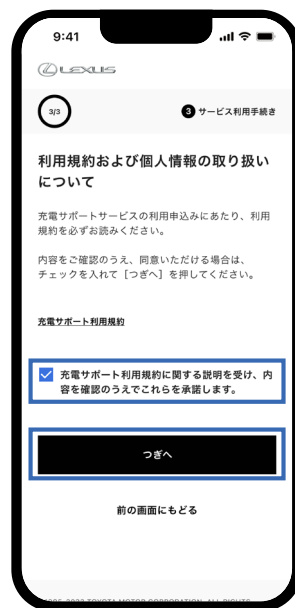 9:41
LEXUS
3/3
3 サービス利用手続き
利用規約および個人情報の取り扱い
について
充電サポートサービスの利用申込みにあたり、利用
規約を必ずお読みください。
内容をご確認のうえ、同意いただける場合は、
チェックを入れて［つぎへ］を押してください。
充電サポート利用規約
充電サポート利用規約に関する説明を受け、内
容を確認のうえでこれらを承諾します。
つぎへ
前の画面にもどる
TOYOTA MOTOR CORPORATION. ALL RIGHTS